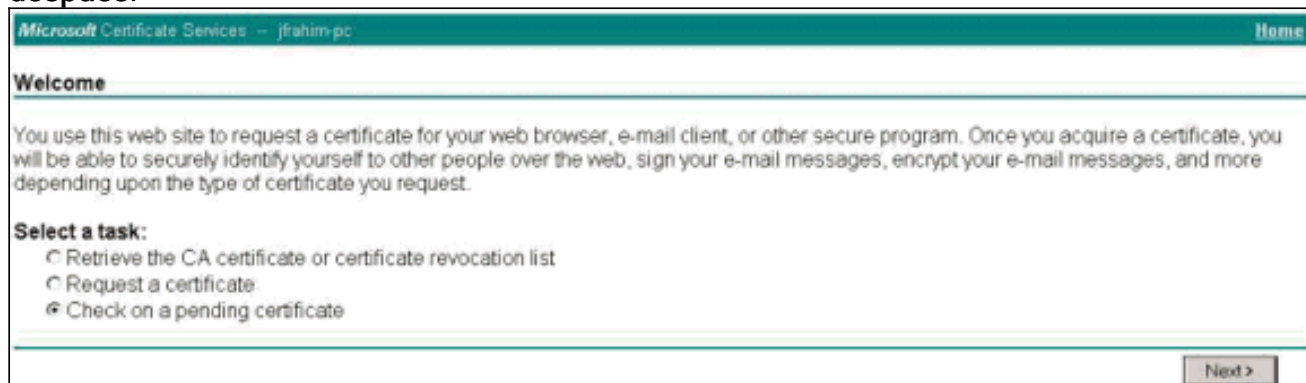 Microsoft Certificate Services -- jfrahim-pc Home
Welcome
You use this web site to request a certificate for your web browser, e-mail client, or other secure program. Once you acquire a certificate, you
will be able to securely identify yourself to other people over the web, sign your e-mail messages, encrypt your e-mail messages, and more
depending upon the type of certificate you request.
Select a task:
Retrieve the CA certificate or certificate revocation list
Request a certificate
Check on a pending certificate
Next >